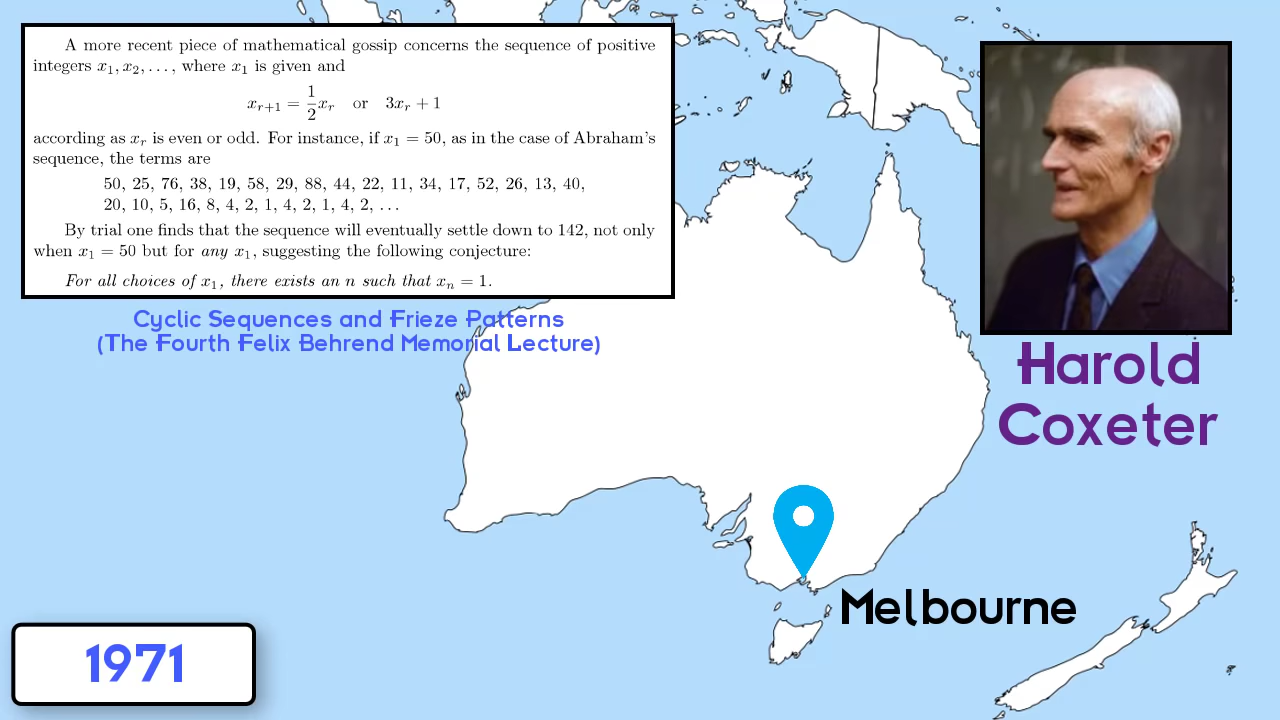 A more recent piece of mathematical gossip concerns the sequence of positive
integers x₁, x₂, . . . , where x₁ is given and
xᵣ₊₁ = 1/2 xᵣ or 3xᵣ + 1
according as xᵣ is even or odd. For instance, if x₁ = 50, as in the case of Abraham's
sequence, the terms are
50, 25, 76, 38, 19, 58, 29, 88, 44, 22, 11, 34, 17, 52, 26, 13, 40,
20, 10, 5, 16, 8, 4, 2, 1, 4, 2, 1, 4, 2, . . .
By trial one finds that the sequence will eventually settle down to 142, not only
when x₁ = 50 but for any x₁, suggesting the following conjecture:
For all choices of x₁, there exists an n such that xₙ = 1.
Cyclic Sequences and Frieze Patterns
(The Fourth Felix Behrend Memorial Lecture)
Harold
Coxeter
Melbourne
1971